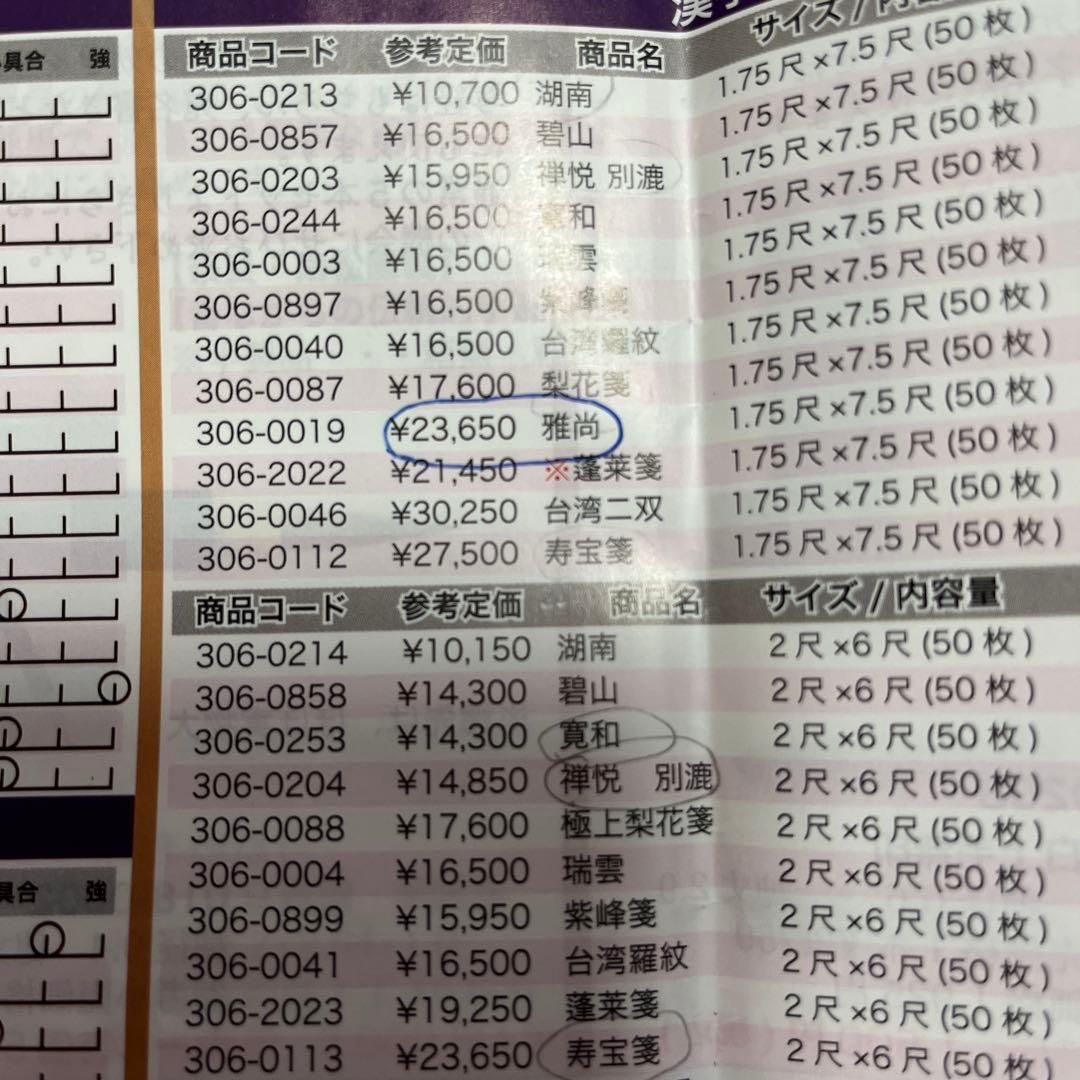 漢字
具合 強
商品コード 参考定価 商品名 サイズ/内容
306-0213 ¥10,700 湖南 1.75尺×7.5尺(50枚)
306-0857 ¥16,500 碧山 1.75尺×7.5尺(50枚)
306-0203 ¥15,950 禅悦 別漉 1.75尺×7.5尺(50枚)
306-0244 ¥16,500 寛和 1.75尺×7.5尺(50枚)
306-0003 ¥16,500 瑞雲 1.75尺×7.5尺(50枚)
306-0897 ¥16,500 紫峰箋 1.75尺×7.5尺(50枚)
306-0040 ¥16,500 台湾羅紋 1.75尺×7.5尺(50枚)
306-0087 ¥17,600 梨花箋 1.75尺×7.5尺(50枚)
306-0019 ¥23,650 雅尚 1.75尺×7.5尺(50枚)
306-2022 ¥21,450 ※蓬莱箋 1.75尺×7.5尺(50枚)
306-0046 ¥30,250 台湾二双 1.75尺×7.5尺(50枚)
306-0112 ¥27,500 寿宝箋 1.75尺×7.5尺(50枚)
商品コード 参考定価 商品名 サイズ/内容量
306-0214 ¥10,150 湖南 2尺×6尺(50枚)
306-0858 ¥14,300 碧山 2尺×6尺(50枚)
306-0253 ¥14,300 寛和 2尺×6尺(50枚)
306-0204 ¥14,850 禅悦 別漉 2尺×6尺(50枚)
306-0088 ¥17,600 極上梨花箋 2尺×6尺(50枚)
306-0004 ¥14,300 瑞雲 2尺×6尺(50枚)
306-0899 ¥15,950 紫峰箋 2尺×6尺(50枚)
306-0041 ¥16,500 台湾羅紋 2尺×6尺(50枚)
306-2023 ¥19,250 蓬莱箋 2尺×6尺(50枚)
306-0113 ¥23,650 寿宝箋 2尺×6尺(50枚)
具合 強